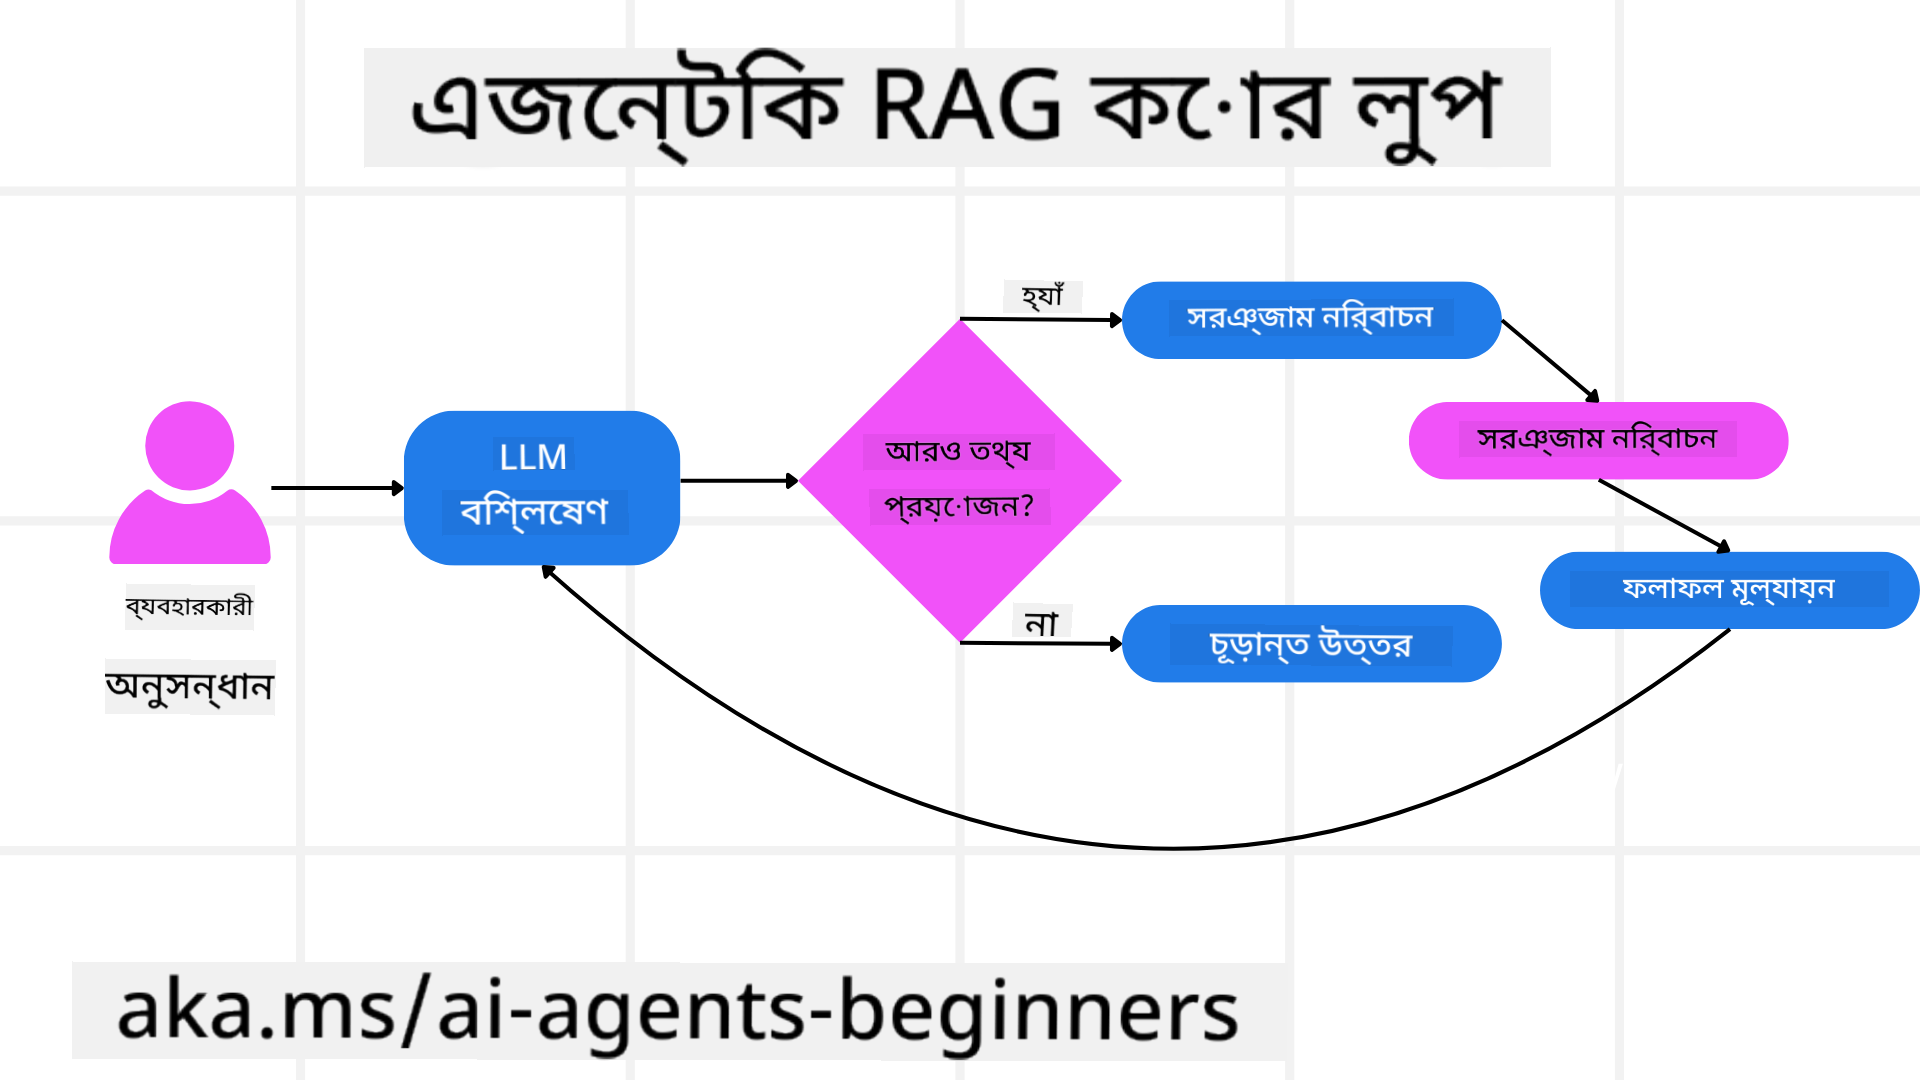 এজেন্টিক RAG কোর লুপ
হ্যাঁ
সরঞ্জাম নির্বাচন
সরঞ্জাম নির্বাচন
LLM
বিশ্লেষণ
আরও তথ্য
প্রয়োজন?
ফলাফল মূল্যায়ন
ব্যবহারকারী
না
চূড়ান্ত উত্তর
অনুসন্ধান
aka.ms/ai-agents-beginners